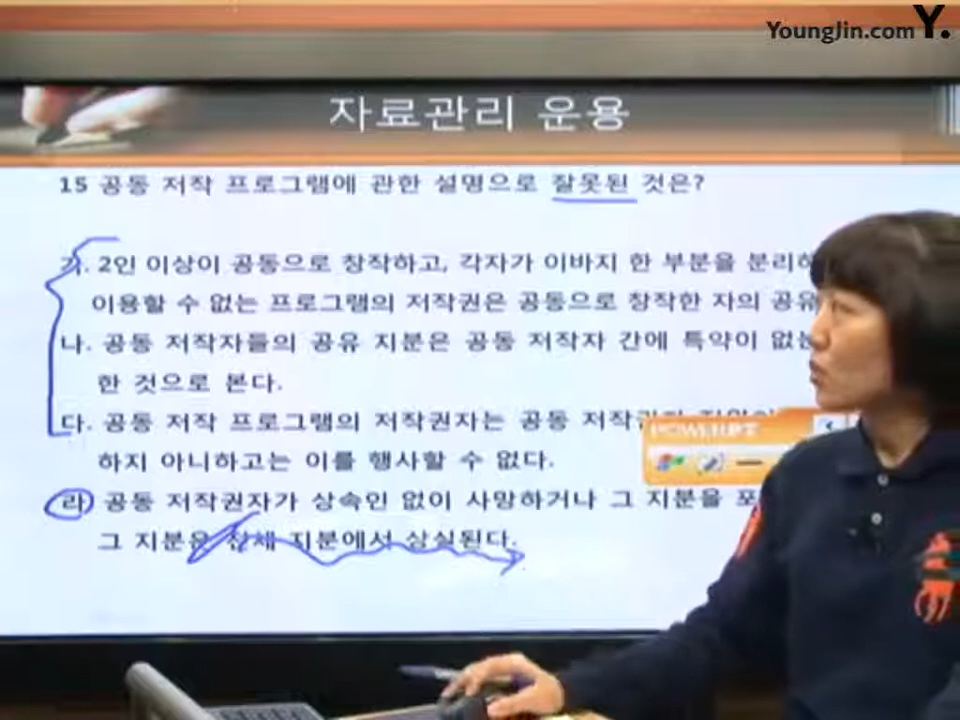 YoungJin.com Y.
자료관리 운용
15 공동 저작 프로그램에 관한 설명으로 잘못된 것은?
가. 2인 이상이 공동으로 창작하고, 각자가 이바지 한 부분을 분리하
이용할 수 없는 프로그램의 저작권은 공동으로 창작한 자의 공유
나. 공동 저작자들의 공유 지분은 공동 저작자 간에 특약이 없는
한 것으로 본다.
다. 공동 저작 프로그램의 저작권자는 공동
하지 아니하고는 이를 행사할 수 없다.
라. 공동 저작권자가 상속인 없이 사망하거나 그 지분을 포
그 지분은 전체 지분에서 상실된다.